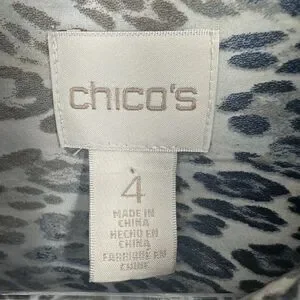 chico's
4
MADE IN
CHINA
HECHO EN
CHINA
FABRIQUE EN
CHINE